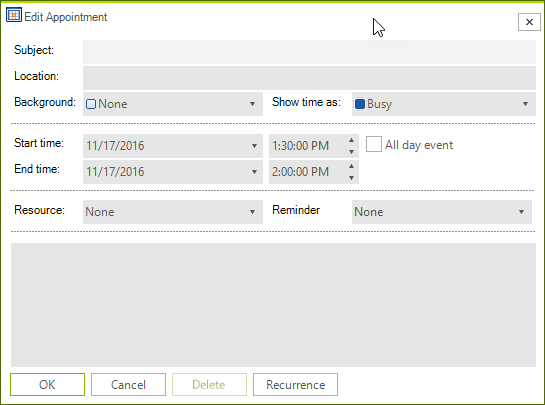 Edit Appointment
Subject:
Location:
Background: None Show time as: Busy
Start time: 11/17/2016 1:30:00 PM All day event
End time: 11/17/2016 2:00:00 PM
Resource: None Reminder None
OK Cancel Delete Recurrence